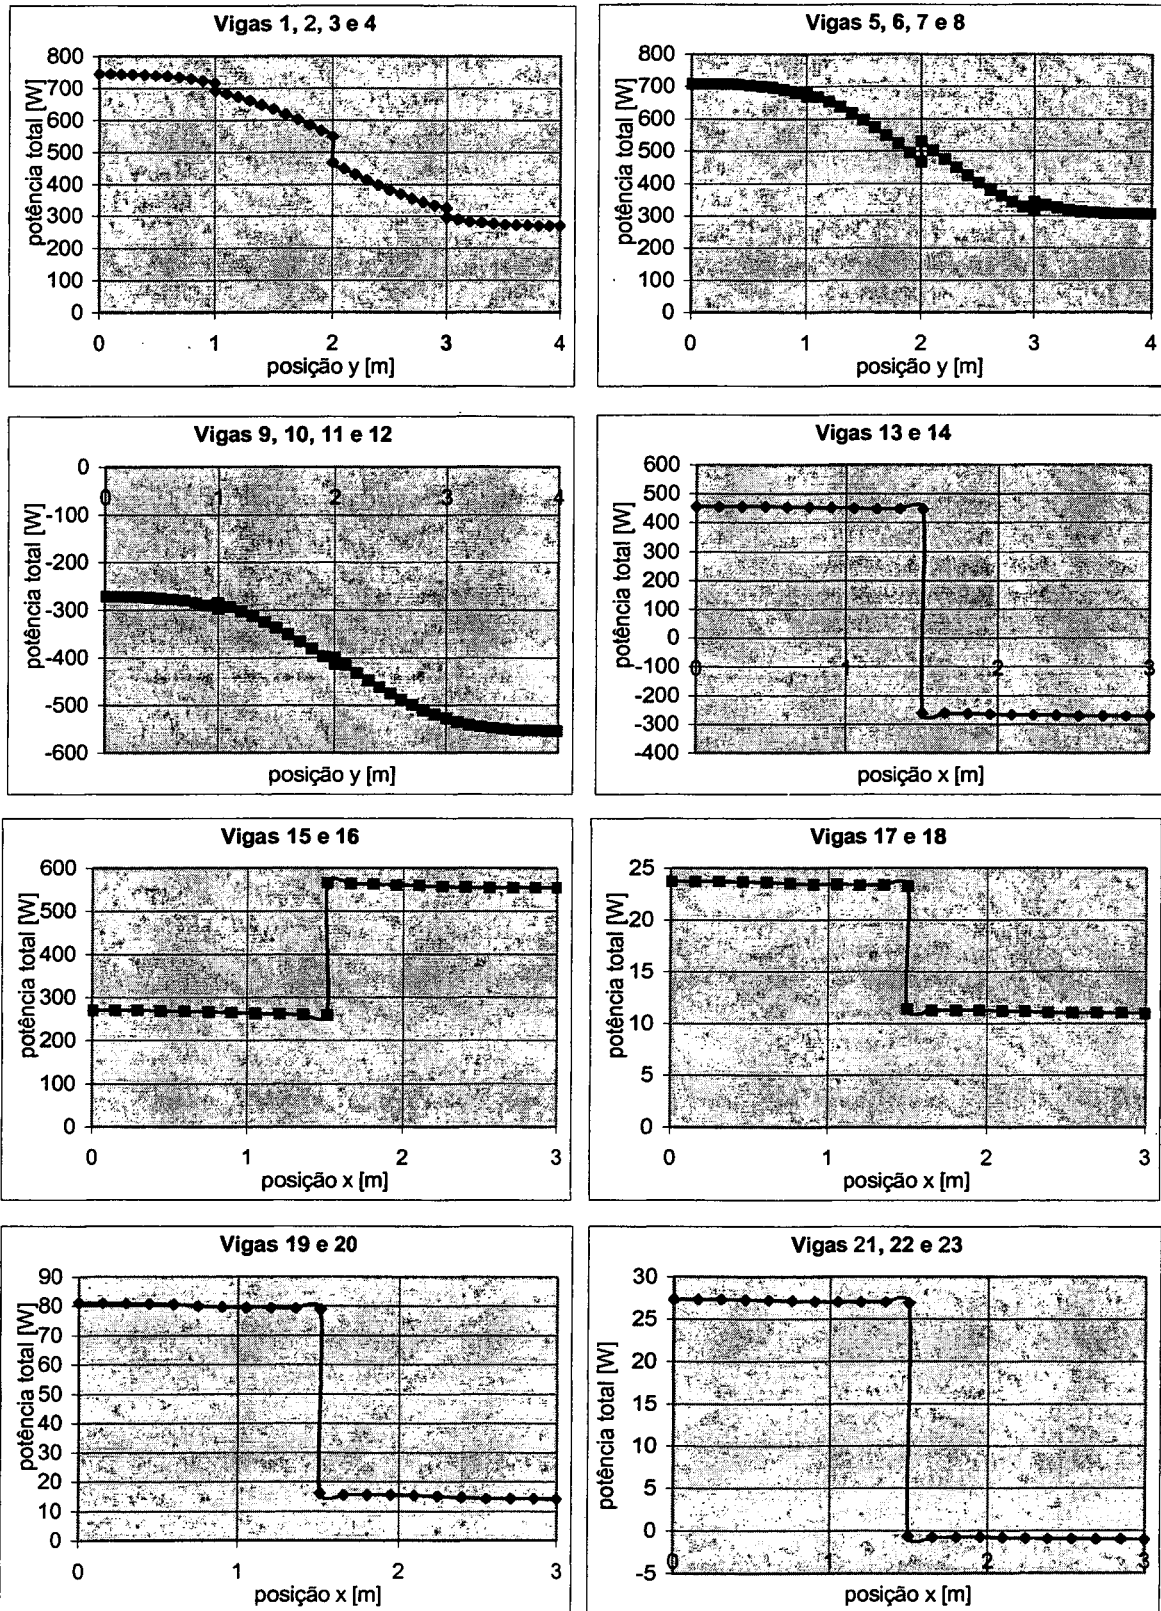 Vigas 1, 2, 3 e 4
potência total [W]
800
700
600
500
400
300
200
100
0
0 1 2 3 4
posição y [m]
Vigas 5, 6, 7 e 8
potência total [W]
800
700
600
500
400
300
200
100
0
0 1 2 3 4
posição y [m]
Vigas 9, 10, 11 e 12
potência total [W]
0
-100
-200
-300
-400
-500
-600
0 1 2 3 4
posição y [m]
Vigas 13 e 14
potência total [W]
600
500
400
300
200
100
0
-100
-200
-300
-400
0 1 2 3
posição x [m]
Vigas 15 e 16
potência total [W]
600
500
400
300
200
100
0
0 1 2 3
posição x [m]
Vigas 17 e 18
potência total [W]
25
20
15
10
5
0
0 1 2 3
posição x [m]
Vigas 19 e 20
potência total [W]
90
80
70
60
50
40
30
20
10
0
0 1 2 3
posição x [m]
Vigas 21, 22 e 23
potência total [W]
30
25
20
15
10
5
0
-5
0 1 2 3
posição x [m]